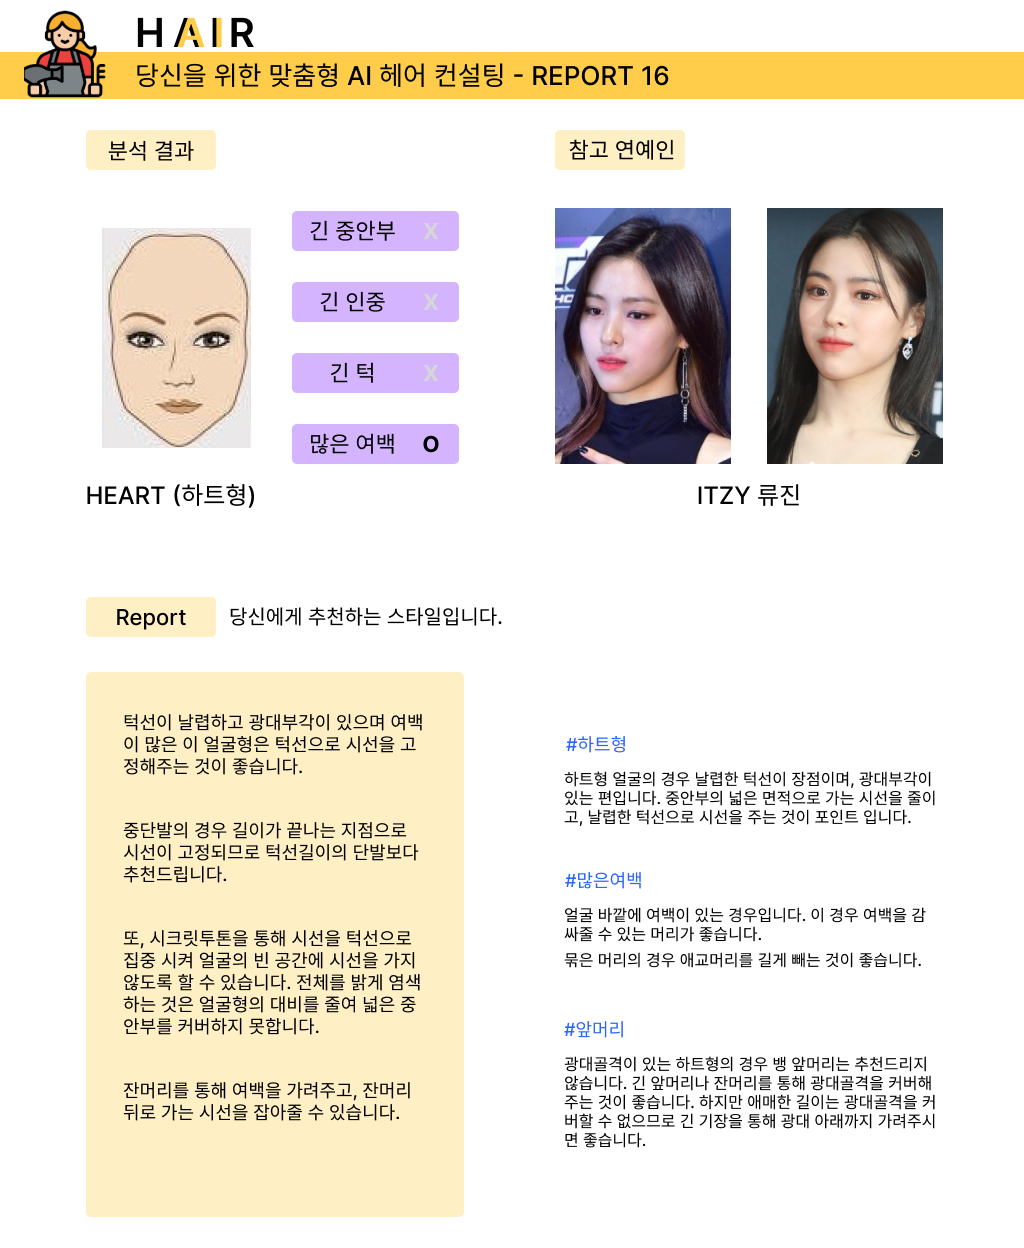 HAIR
당신을 위한 맞춤형 AI 헤어 컨설팅 - REPORT 16
분석 결과
긴 중안부 X
긴 인중 X
긴 턱 X
많은 여백 O
HEART (하트형)
참고 연예인
ITZY 류진
Report 당신에게 추천하는 스타일입니다.
턱선이 날렵하고 광대부각이 있으며 여백
이 많은 이 얼굴형은 턱선으로 시선을 고
정해주는 것이 좋습니다.
중단발의 경우 길이가 끝나는 지점으로
시선이 고정되므로 턱선길이의 단발보다
추천드립니다.
또, 시크릿투톤을 통해 시선을 턱선으로
집중 시켜 얼굴의 빈 공간에 시선을 가지
않도록 할 수 있습니다. 전체를 밝게 염색
하는 것은 얼굴형의 대비를 줄여 넓은 중
안부를 커버하지 못합니다.
잔머리를 통해 여백을 가려주고, 잔머리
뒤로 가는 시선을 잡아줄 수 있습니다.
#하트형
하트형 얼굴의 경우 날렵한 턱선이 장점이며, 광대부각이
있는 편입니다. 중안부의 넓은 면적으로 가는 시선을 줄이
고, 날렵한 턱선으로 시선을 주는 것이 포인트 입니다.
#많은여백
얼굴 바깥에 여백이 있는 경우입니다. 이 경우 여백을 감
싸줄 수 있는 머리가 좋습니다.
묶은 머리의 경우 애교머리를 길게 빼는 것이 좋습니다.
#앞머리
광대골격이 있는 하트형의 경우 뱅 앞머리는 추천드리지
않습니다. 긴 앞머리나 잔머리를 통해 광대골격을 커버해
주는 것이 좋습니다. 하지만 애매한 길이는 광대골격을 커
버할 수 없으므로 긴 기장을 통해 광대 아래까지 가려주시
면 좋습니다.